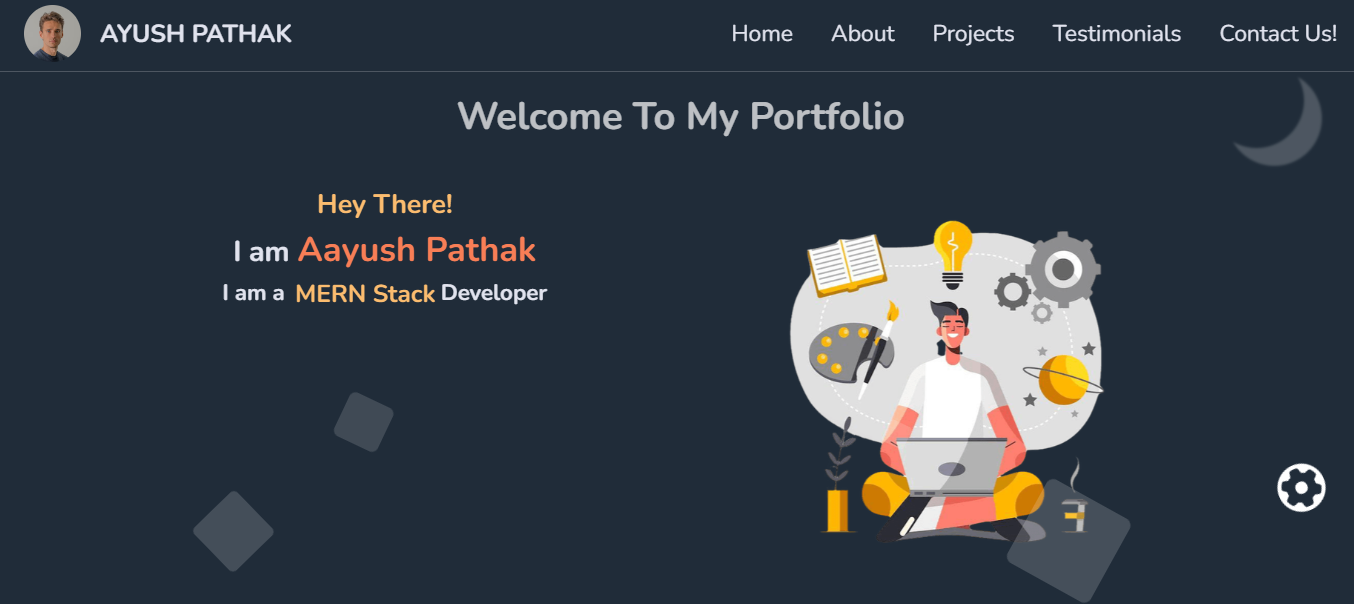 AYUSH PATHAK
Home About Projects Testimonials Contact Us!
Welcome To My Portfolio
Hey There!
I am Aayush Pathak
I am a MERN Stack Developer